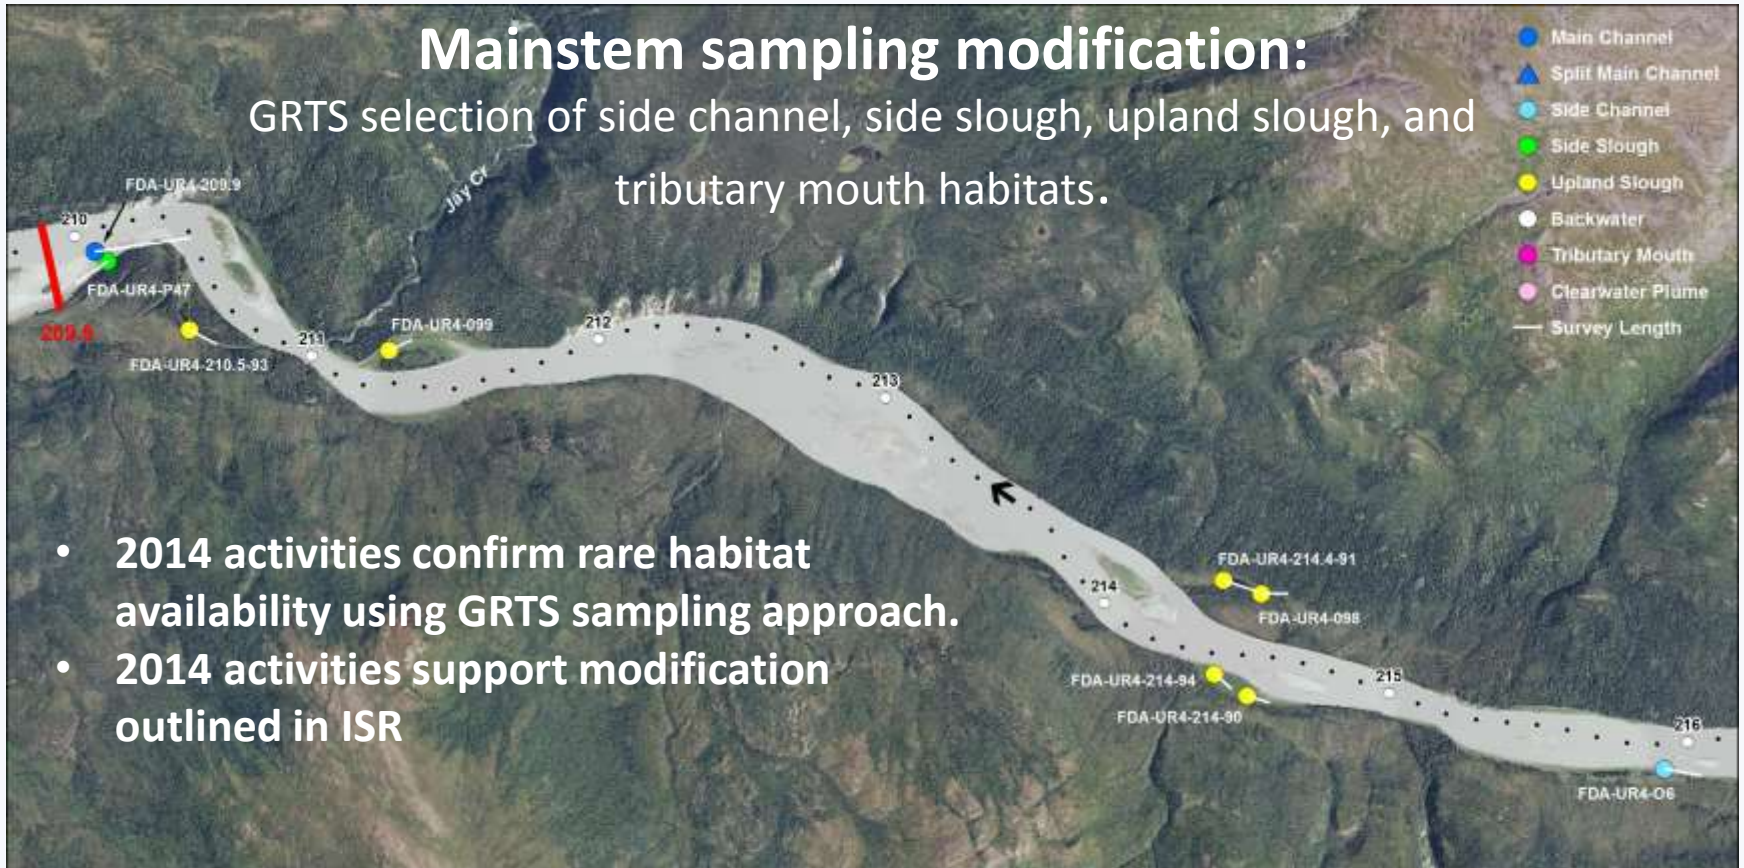 Mainstem sampling modification:
GRTS selection of side channel, side slough, upland slough, and
tributary mouth habitats.
Main Channel
Split Main Channel
Side Channel
Side Slough
Upland Slough
Backwater
Tributary Mouth
Clearwater Plume
Survey Length
FDA-UR4-209.9
Jay Cr
210
FDA-UR4-P47
FDA-UR4-099
211
212
FDA-UR4-210.5-93
213
• 2014 activities confirm rare habitat
availability using GRTS sampling approach.
• 2014 activities support modification
outlined in ISR
FDA-UR4-214.4-91
214
FDA-UR4-098
FDA-UR4-214-94
215
FDA-UR4-214-90
216
FDA-UR4-O6